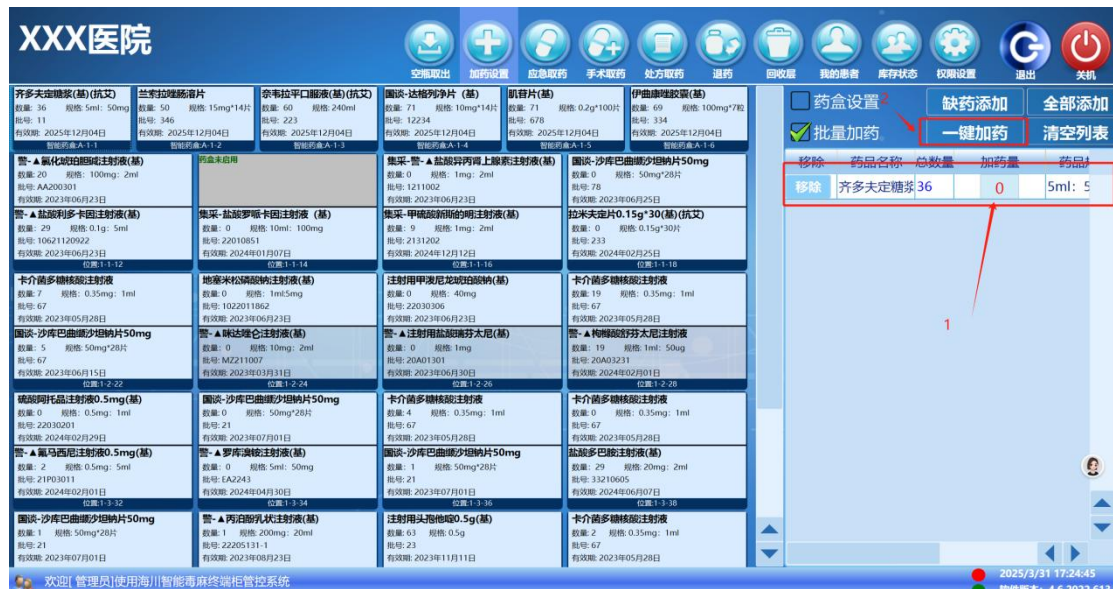 XXX医院
空瓶取出 加药设置 应急取药 手术取药 处方取药 退药 回收层 我的患者 库存状态 权限设置 退出 关机
齐多夫定糖浆(基)(抗艾)
数量: 36 规格: 5ml: 50mg
批号: 11
有效期: 2025年12月04日
智能药盒:A-1-1
兰索拉唑肠溶片
数量: 50 规格: 15mg*14片
批号: 346
有效期: 2025年12月04日
智能药盒:A-1-2
奈韦拉平口服液(基)(抗艾)
数量: 60 规格: 240ml
批号: 223
有效期: 2025年12月04日
智能药盒:A-1-3
国谈-达格列净片 (基)
数量: 71 规格: 10mg*14片
批号: 12234
有效期: 2025年12月04日
智能药盒:A-1-4
肌苷片(基)
数量: 71 规格: 0.2g*100片
批号: 678
有效期: 2025年12月04日
智能药盒:A-1-5
伊曲康唑胶囊(基)
数量: 69 规格: 100mg*7粒
批号: 334
有效期: 2025年12月04日
智能药盒:A-1-6
警-▲氯化琥珀胆碱注射液(基)
数量: 20 规格: 100mg: 2ml
批号: AA200301
有效期: 2023年06月23日
药盒未启用
集采-警-▲盐酸异丙肾上腺素注射液(基)
数量: 0 规格: 1mg: 2ml
批号: 1211002
有效期: 2023年06月23日
国谈-沙库巴曲缬沙坦钠片50mg
数量: 0 规格: 50mg*28片
批号: 78
有效期: 2023年06月25日
警-▲盐酸利多卡因注射液(基)
数量: 29 规格: 0.1g: 5ml
批号: 10621120922
有效期: 2023年06月23日
位置:1-1-12
集采-盐酸罗哌卡因注射液 (基)
数量: 0 规格: 10ml: 100mg
批号: 22010851
有效期: 2024年01月07日
位置:1-1-14
集采-甲硫酸新斯的明注射液(基)
数量: 9 规格: 1mg: 2ml
批号: 2131202
有效期: 2024年12月12日
位置:1-1-16
拉米夫定片0.15g*30(基)(抗艾)
数量: 0 规格: 0.15g*30片
批号: 233
有效期: 2024年02月25日
位置:1-1-18
卡介菌多糖核酸注射液
数量: 7 规格: 0.35mg: 1ml
批号: 67
有效期: 2023年05月28日
地塞米松磷酸钠注射液(基)
数量: 0 规格: 1ml:5mg
批号: 1022011862
有效期: 2023年06月23日
注射用甲泼尼龙琥珀酸钠(基)
数量: 0 规格: 40mg
批号: 22030306
有效期: 2023年06月23日
卡介菌多糖核酸注射液
数量: 19 规格: 0.35mg: 1ml
批号: 67
有效期: 2023年05月28日
国谈-沙库巴曲缬沙坦钠片50mg
数量: 5 规格: 50mg*28片
批号: 67
有效期: 2023年06月15日
位置:1-2-22
警-▲咪达唑仑注射液(基)
数量: 0 规格: 10mg: 2ml
批号: MZ211007
有效期: 2023年03月31日
位置:1-2-24
警-▲注射用盐酸瑞芬太尼(基)
数量: 0 规格: 1mg
批号: 20A01301
有效期: 2023年06月30日
位置:1-2-26
警-▲枸橼酸舒芬太尼注射液
数量: 19 规格: 1ml: 50ug
批号: 20A03231
有效期: 2024年02月01日
位置:1-2-28
硫酸阿托品注射液0.5mg(基)
数量: 0 规格: 0.5mg: 1ml
批号: 22030201
有效期: 2024年02月29日
国谈-沙库巴曲缬沙坦钠片50mg
数量: 0 规格: 50mg*28片
批号: 21
有效期: 2023年07月01日
卡介菌多糖核酸注射液
数量: 4 规格: 0.35mg: 1ml
批号: 67
有效期: 2023年05月28日
卡介菌多糖核酸注射液
数量: 0 规格: 0.35mg: 1ml
批号: 67
有效期: 2023年05月28日
警-▲氟马西尼注射液0.5mg(基)
数量: 2 规格: 0.5mg: 5ml
批号: 21P03011
有效期: 2024年02月01日
位置:1-3-32
警-▲罗库溴铵注射液(基)
数量: 0 规格: 5ml: 50mg
批号: EA2243
有效期: 2024年04月30日
位置:1-3-34
国谈-沙库巴曲缬沙坦钠片50mg
数量: 1 规格: 50mg*28片
批号: 21
有效期: 2023年07月01日
位置:1-3-36
盐酸多巴胺注射液(基)
数量: 29 规格: 20mg: 2ml
批号: 33210605
有效期: 2024年06月07日
位置:1-3-38
国谈-沙库巴曲缬沙坦钠片50mg
数量: 1 规格: 50mg*28片
批号: 21
有效期: 2023年07月01日
警-▲丙泊酚乳状注射液(基)
数量: 1 规格: 200mg: 20ml
批号: 22205131-1
有效期: 2023年08月23日
注射用头孢他啶0.5g(基)
数量: 63 规格: 0.5g
批号: 23
有效期: 2023年11月11日
卡介菌多糖核酸注射液
数量: 2 规格: 0.35mg: 1ml
批号: 67
有效期: 2023年05月28日
药盒设置 2 缺药添加 全部添加
批量加药 一键加药 清空列表
移除 药品名称 总数量 加药量
移除 齐多夫定糖浆 36 0 5ml: 5
1
欢迎[ 管理员]使用海川智能毒麻终端柜管控系统
2025/3/31 17:24:45